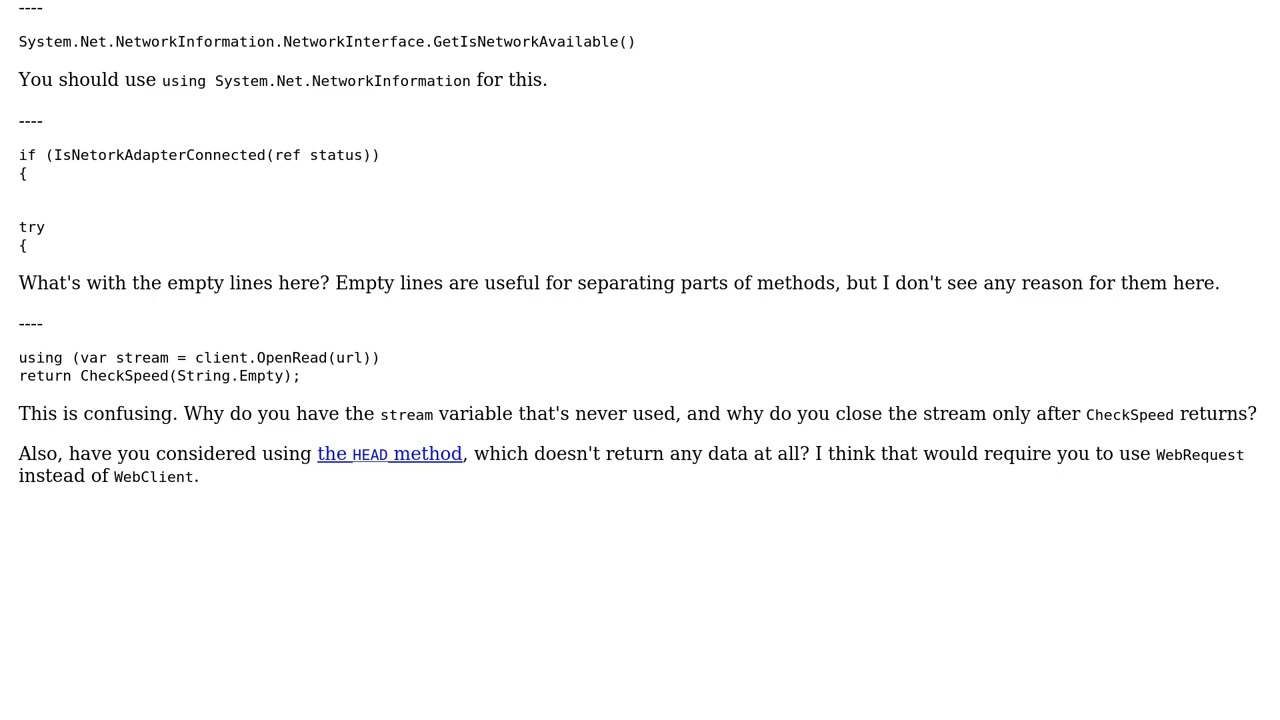 ----
System.Net.NetworkInformation.NetworkInterface.GetIsNetworkAvailable()
You should use using System.Net.NetworkInformation for this.
----
if (IsNetorkAdapterConnected(ref status))
{
try
{
What's with the empty lines here? Empty lines are useful for separating parts of methods, but I don't see any reason for them here.
----
using (var stream = client.OpenRead(url))
return CheckSpeed(String.Empty);
This is confusing. Why do you have the stream variable that's never used, and why do you close the stream only after CheckSpeed returns?
Also, have you considered using the HEAD method, which doesn't return any data at all? I think that would require you to use WebRequest
instead of WebClient.